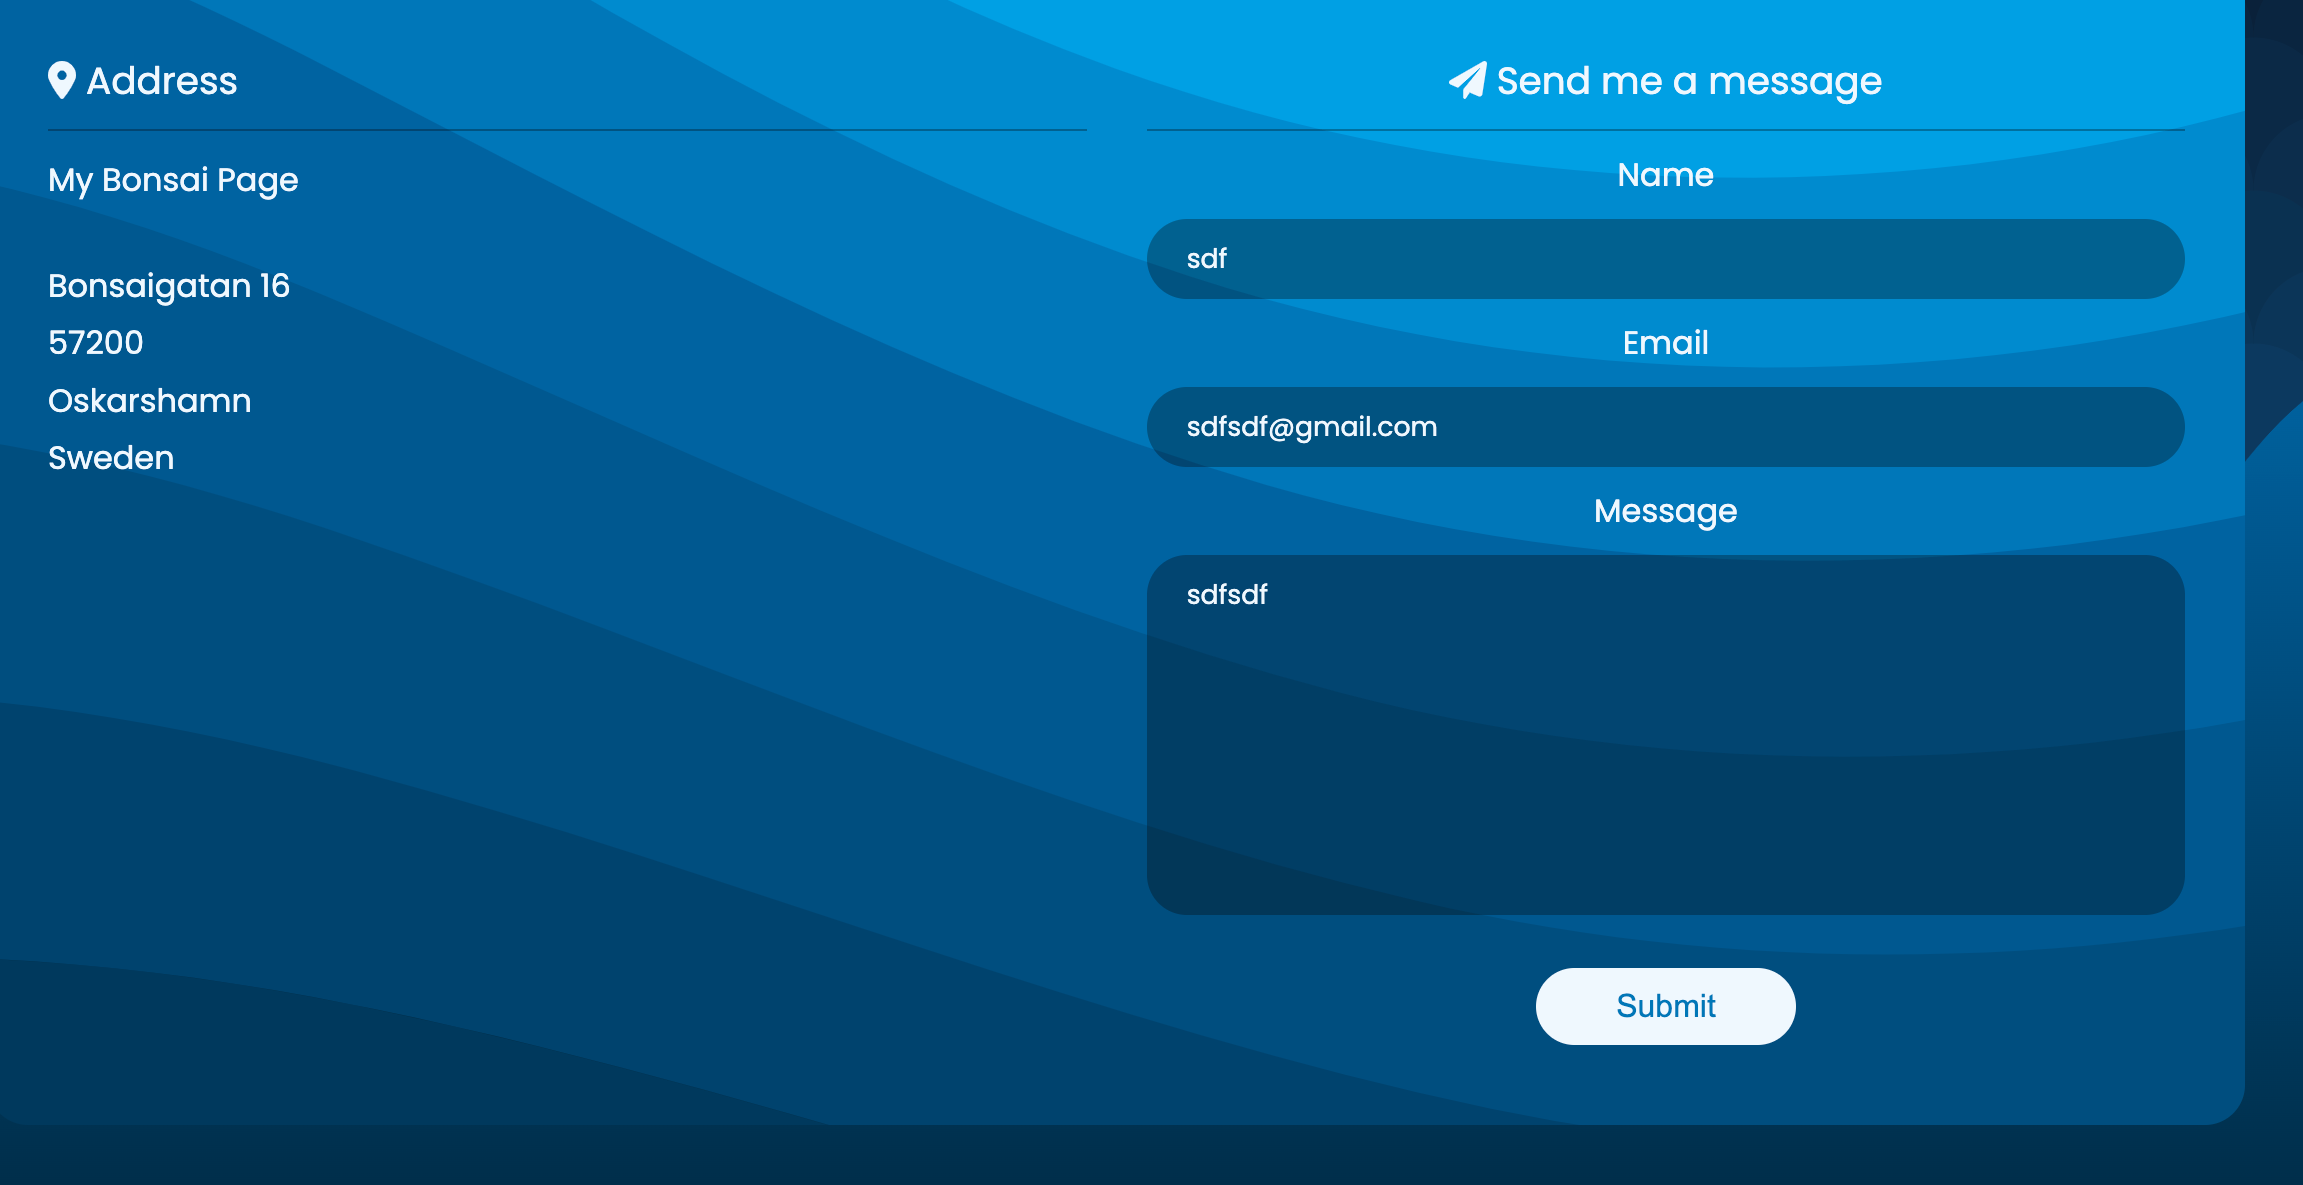 Address
My Bonsai Page
Bonsaigatan 16
57200
Oskarshamn
Sweden
Send me a message
Name
sdf
Email
sdfsdf@gmail.com
Message
sdfsdf
Submit